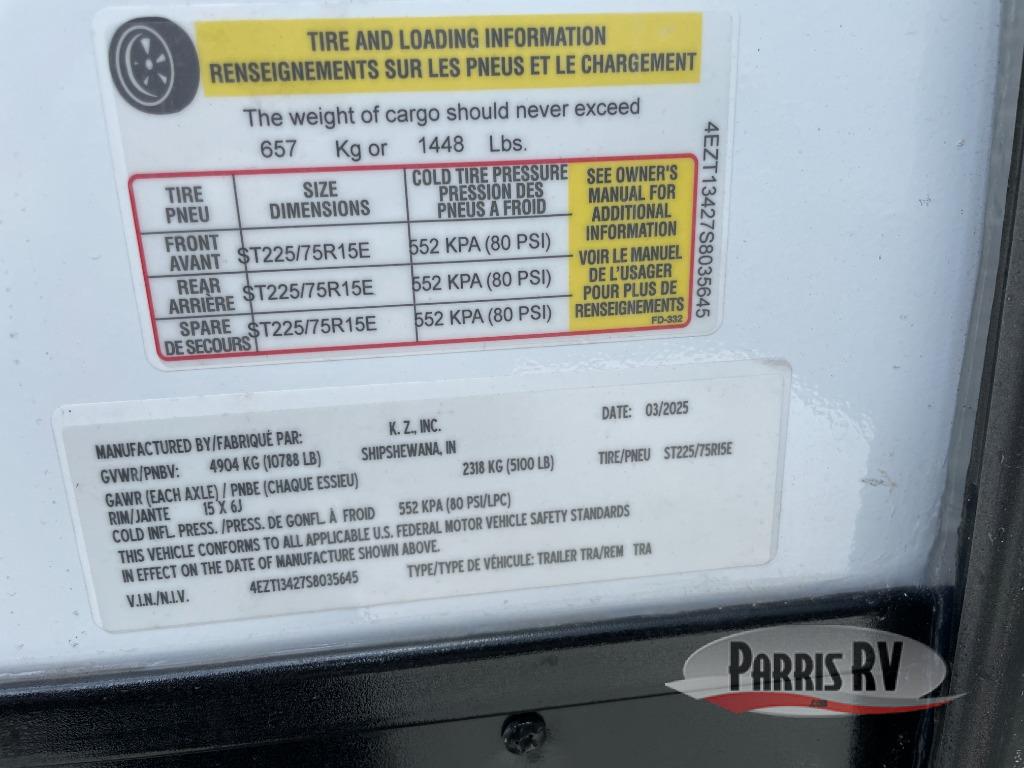 TIRE AND LOADING INFORMATION
RENSEIGNEMENTS SUR LES PNEUS ET LE CHARGEMENT
The weight of cargo should never exceed
657 Kg or 1448 Lbs.
TIRE
PNEU
SIZE
DIMENSIONS
COLD TIRE PRESSURE
PRESSION DES
PNEUS A FROID
FRONT
AVANT
ST225/75R15E
552 KPA (80 PSI)
REAR
ARRIÈRE
ST225/75R15E
552 KPA (80 PSI)
SPARE
DE SECOURS
ST225/75R15E
552 KPA (80 PSI)
SEE OWNER'S
MANUAL FOR
ADDITIONAL
INFORMATION
VOIR LE MANUEL
DE L'USAGER
POUR PLUS DE
RENSEIGNEMENTS
FD-332
4EZT13427S8035645
MANUFACTURED BY/FABRIQUÉ PAR: K. Z., INC. DATE: 03/2025
GVWR/PNBV: 4904 KG (10788 LB) SHIPSHEWANA, IN
GAWR (EACH AXLE) / PNBE (CHAQUE ESSIEU) 2318 KG (5100 LB) TIRE/PNEU ST225/75R15E
RIM/JANTE 15 X 6J
COLD INFL. PRESS. /PRESS. DE GONFL. À FROID 552 KPA (80 PSI/LPC)
THIS VEHICLE CONFORMS TO ALL APPLICABLE U.S. FEDERAL MOTOR VEHICLE SAFETY STANDARDS
IN EFFECT ON THE DATE OF MANUFACTURE SHOWN ABOVE.
V.I.N./N.I.V. 4EZT13427S8035645 TYPE/TYPE DE VÉHICULE: TRAILER TRA/REM TRA
PARRIS RV
.com